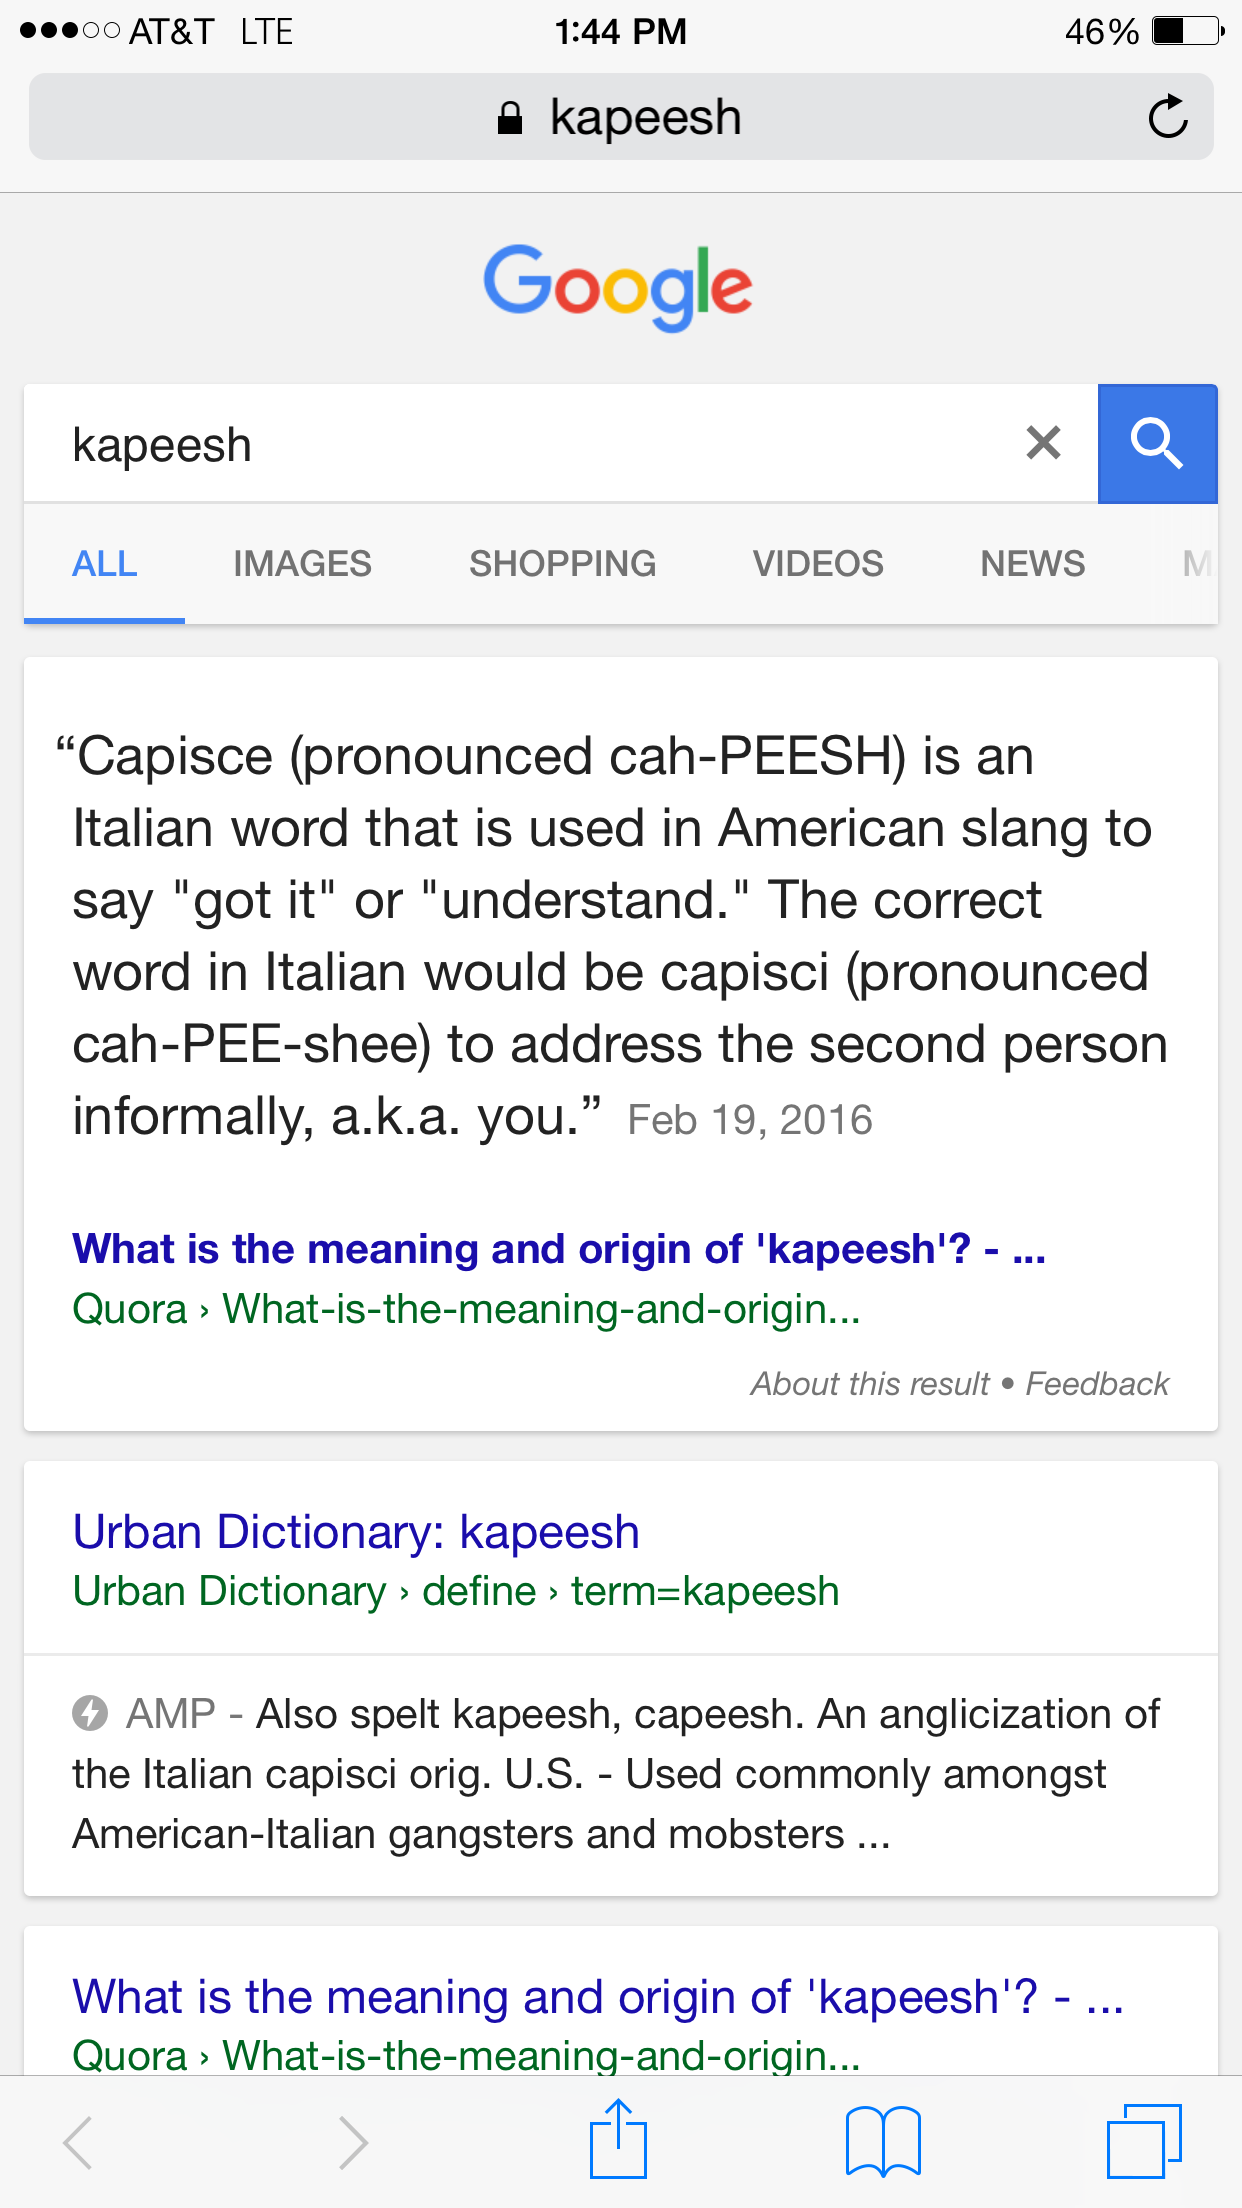 AT&T LTE 1:44 PM 46%
kapeesh
Google
kapeesh
ALL IMAGES SHOPPING VIDEOS NEWS M
“Capisce (pronounced cah-PEESH) is an
Italian word that is used in American slang to
say "got it" or "understand." The correct
word in Italian would be capisci (pronounced
cah-PEE-shee) to address the second person
informally, a.k.a. you.” Feb 19, 2016
What is the meaning and origin of 'kapeesh'? - ...
Quora › What-is-the-meaning-and-origin...
About this result • Feedback
Urban Dictionary: kapeesh
Urban Dictionary › define › term=kapeesh
AMP - Also spelt kapeesh, capeesh. An anglicization of
the Italian capisci orig. U.S. - Used commonly amongst
American-Italian gangsters and mobsters ...
What is the meaning and origin of 'kapeesh'? - ...
Quora › What-is-the-meaning-and-origin...